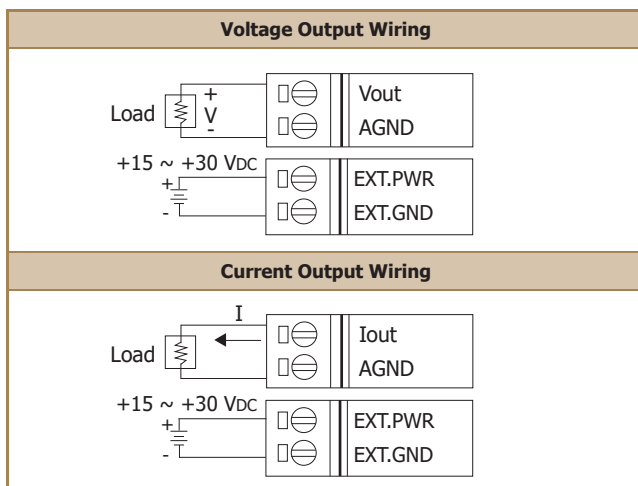 Voltage Output Wiring
Load
+
V
-
Vout
AGND
+15 ~ +30 VDC
+
-
EXT.PWR
EXT.GND
Current Output Wiring
I
Load
Iout
AGND
+15 ~ +30 VDC
+
-
EXT.PWR
EXT.GND